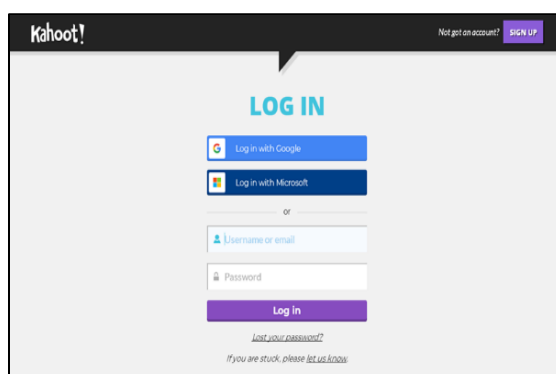 Kahoot!
Not got an account? SIGN UP
LOG IN
Log in with Google
Log in with Microsoft
or
Username or email
Password
Log in
Lost your password?
If you are stuck, please let us know.